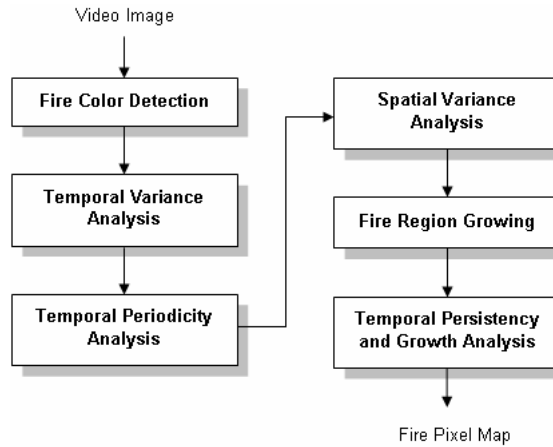 Video Image
Fire Color Detection
Temporal Variance
Analysis
Temporal Periodicity
Analysis
Spatial Variance
Analysis
Fire Region Growing
Temporal Persistency
and Growth Analysis
Fire Pixel Map